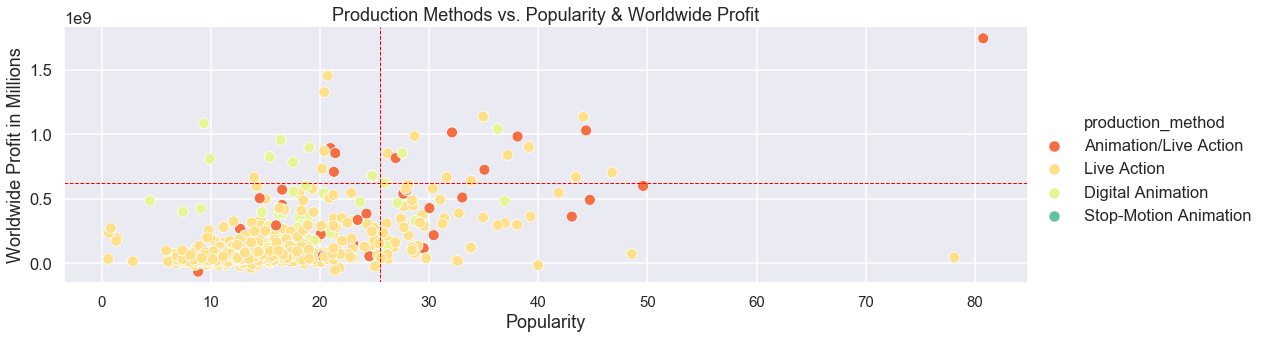 Production Methods vs. Popularity & Worldwide Profit
1e9
Worldwide Profit in Millions
1.5
1.0
0.5
0.0
0 10 20 30 40 50 60 70 80
Popularity
production_method
Animation/Live Action
Live Action
Digital Animation
Stop-Motion Animation